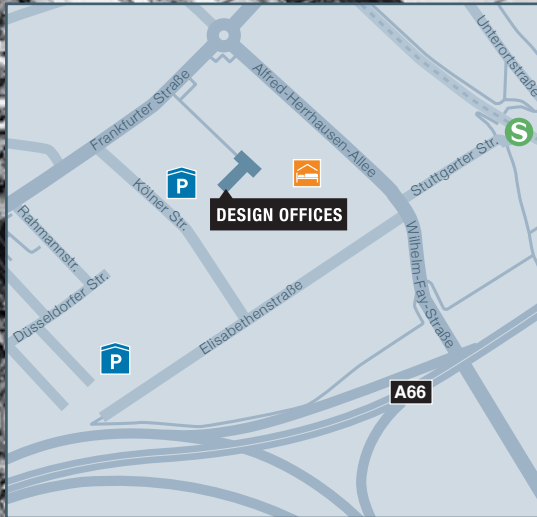 Unterortstraße
Alfred-Herrhausen-Allee
Frankfurter Straße
S
Stuttgarter Str.
P
Kölner Str.
DESIGN OFFICES
Rahmannstr.
Wilhelm-Fay-Straße
Düsseldorfer Str.
Elisabethenstraße
P
A66